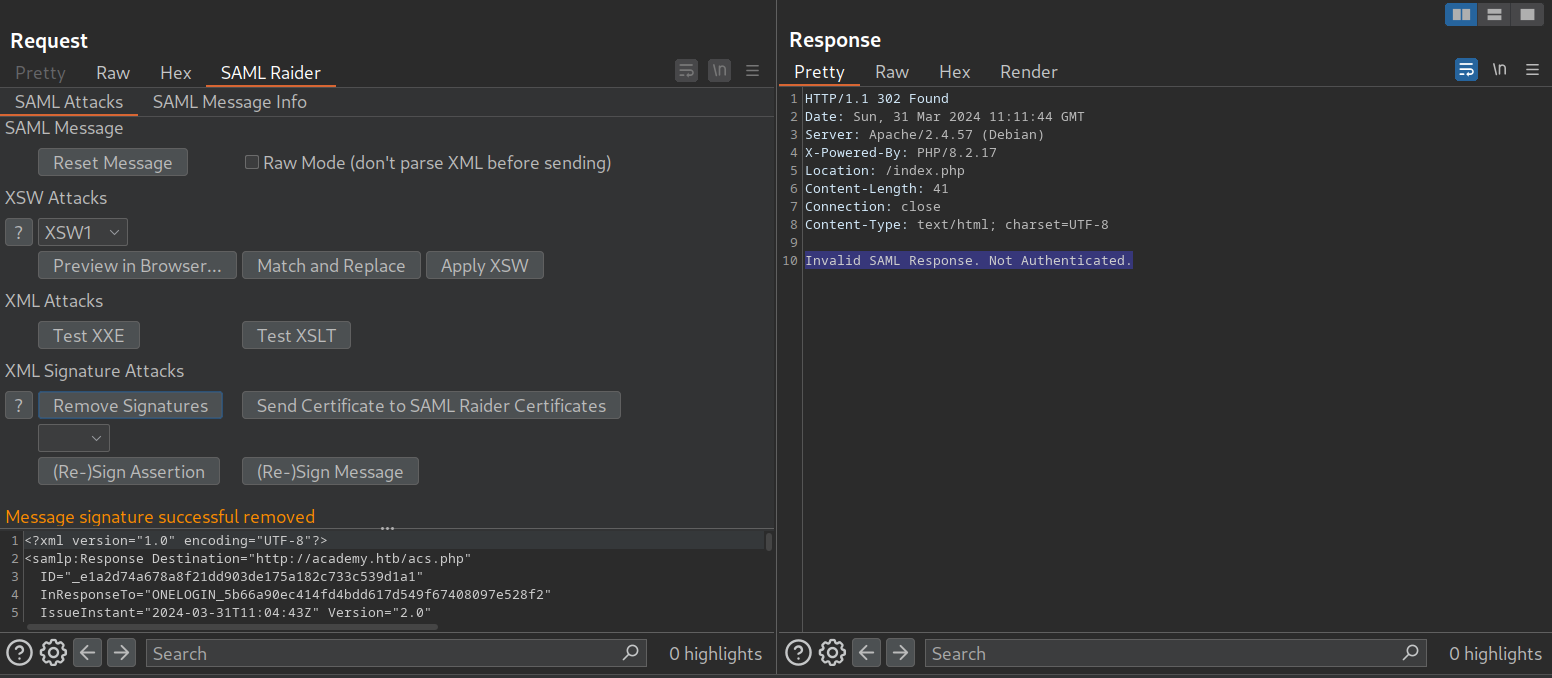 Request
Pretty Raw Hex SAML Raider \n
SAML Attacks SAML Message Info
SAML Message
Reset Message Raw Mode (don't parse XML before sending)
XSW Attacks
? XSW1
Preview in Browser... Match and Replace Apply XSW
XML Attacks
Test XXE Test XSLT
XML Signature Attacks
? Remove Signatures Send Certificate to SAML Raider Certificates
(Re-)Sign Assertion (Re-)Sign Message
Message signature successful removed
1 <?xml version="1.0" encoding="UTF-8"?>
2 <samlp:Response Destination="http://academy.htb/acs.php"
3 ID="_e1a2d74a678a8f21dd903de175a182c733c539d1a1"
4 InResponseTo="ONELOGIN_5b66a90ec414fd4bdd617d549f67408097e528f2"
5 IssueInstant="2024-03-31T11:04:43Z" Version="2.0"
? Search 0 highlights
Response
Pretty Raw Hex Render \n
1 HTTP/1.1 302 Found
2 Date: Sun, 31 Mar 2024 11:11:44 GMT
3 Server: Apache/2.4.57 (Debian)
4 X-Powered-By: PHP/8.2.17
5 Location: /index.php
6 Content-Length: 41
7 Connection: close
8 Content-Type: text/html; charset=UTF-8
9
10 Invalid SAML Response. Not Authenticated.
? Search 0 highlights